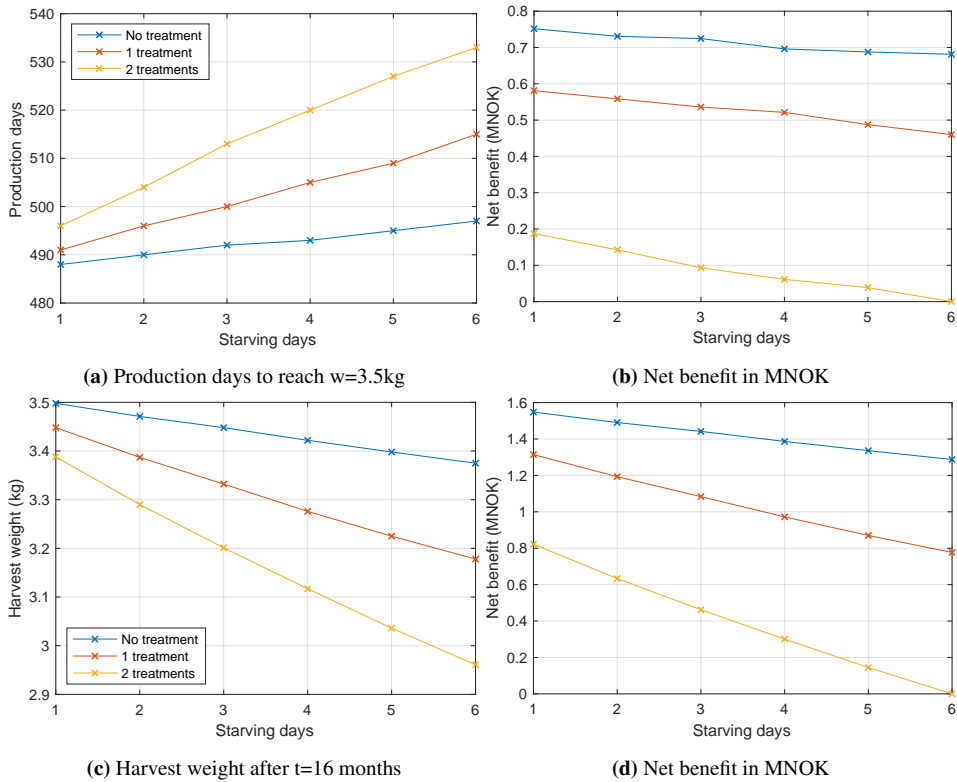 540
530
520
510
500
490
480
Production days
No treatment
1 treatment
2 treatments
1 2 3 4 5 6
Starving days
(a) Production days to reach w=3.5kg
0.8
0.7
0.6
0.5
0.4
0.3
0.2
0.1
0
Net benefit (MNOK)
1 2 3 4 5 6
Starving days
(b) Net benefit in MNOK
3.5
3.4
3.3
3.2
3.1
3
2.9
Harvest weight (kg)
No treatment
1 treatment
2 treatments
1 2 3 4 5 6
Starving days
(c) Harvest weight after t=16 months
1.6
1.4
1.2
1
0.8
0.6
0.4
0.2
0
Net benefit (MNOK)
1 2 3 4 5 6
Starving days
(d) Net benefit in MNOK